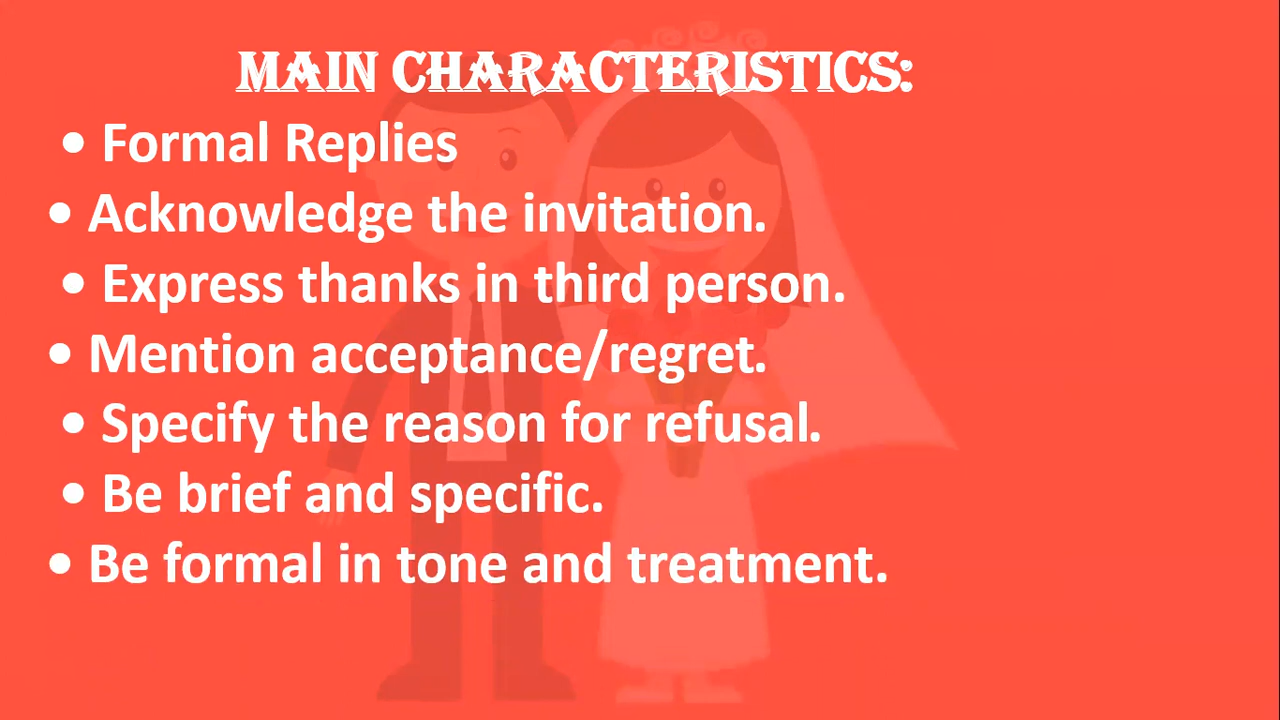 MAIN CHARACTERISTICS:
• Formal Replies
• Acknowledge the invitation.
• Express thanks in third person.
• Mention acceptance/regret.
• Specify the reason for refusal.
• Be brief and specific.
• Be formal in tone and treatment.